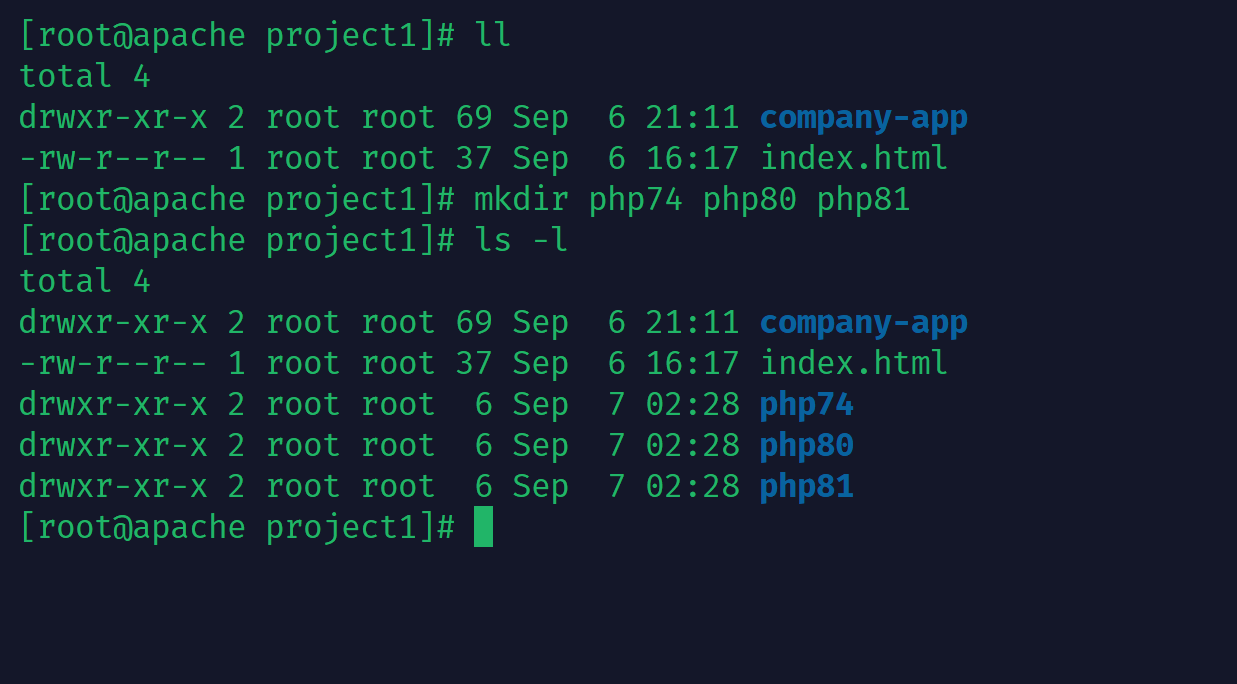 [root@apache project1]# ll
total 4
drwxr-xr-x 2 root root 69 Sep  6 21:11 company-app
-rw-r--r-- 1 root root 37 Sep  6 16:17 index.html
[root@apache project1]# mkdir php74 php80 php81
[root@apache project1]# ls -l
total 4
drwxr-xr-x 2 root root 69 Sep  6 21:11 company-app
-rw-r--r-- 1 root root 37 Sep  6 16:17 index.html
drwxr-xr-x 2 root root  6 Sep  7 02:28 php74
drwxr-xr-x 2 root root  6 Sep  7 02:28 php80
drwxr-xr-x 2 root root  6 Sep  7 02:28 php81
[root@apache project1]#